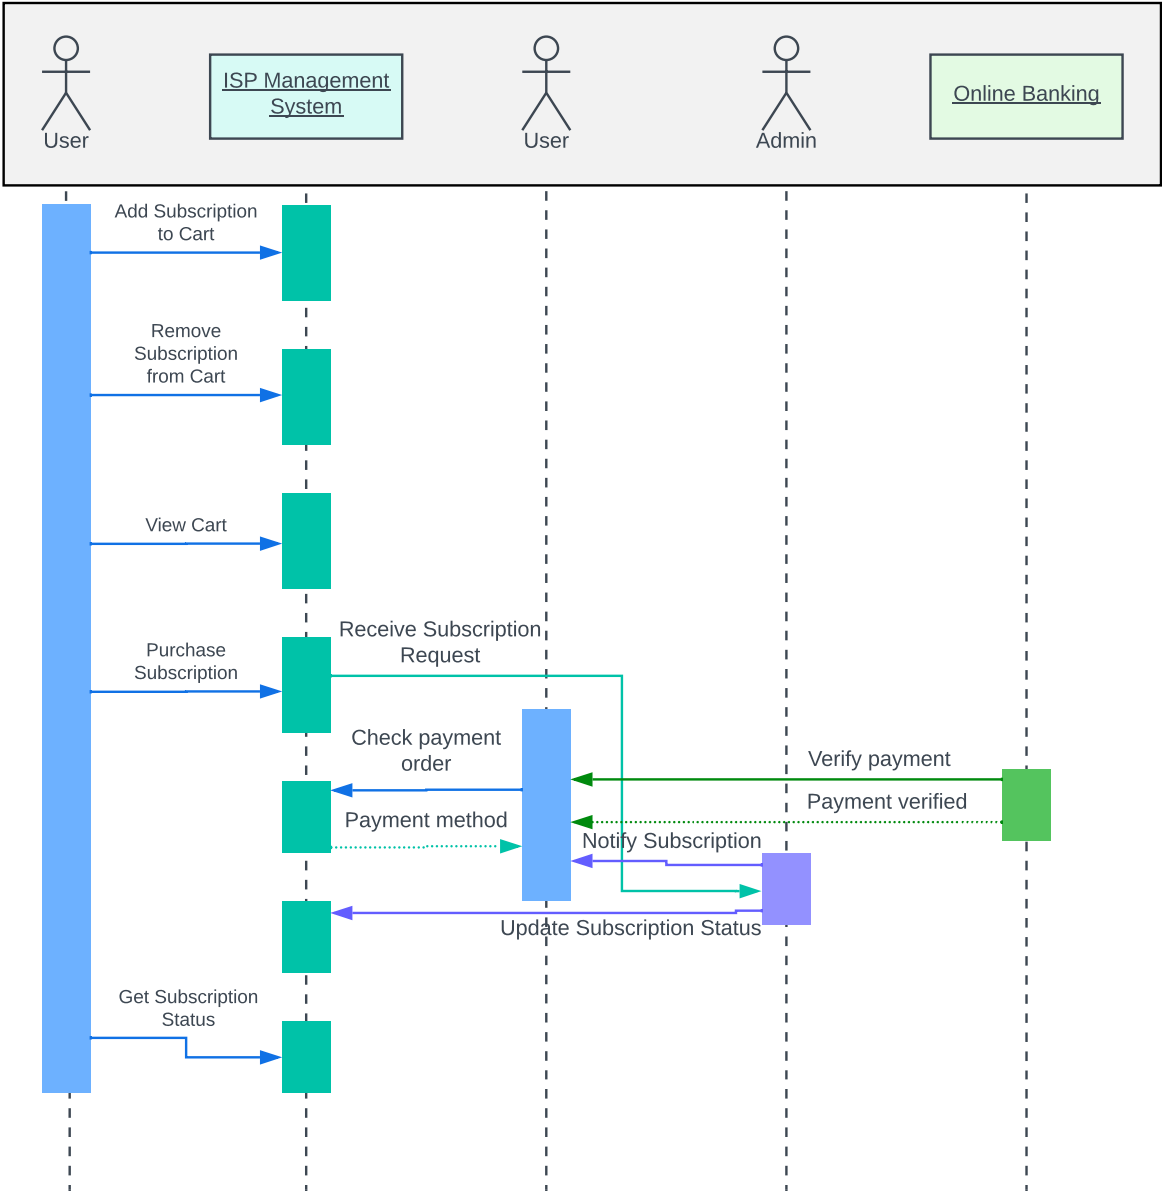 User
ISP Management
System
User
Admin
Online Banking
Add Subscription
to Cart
Remove
Subscription
from Cart
View Cart
Purchase
Subscription
Receive Subscription
Request
Check payment
order
Verify payment
Payment verified
Payment method
Notify Subscription
Update Subscription Status
Get Subscription
Status